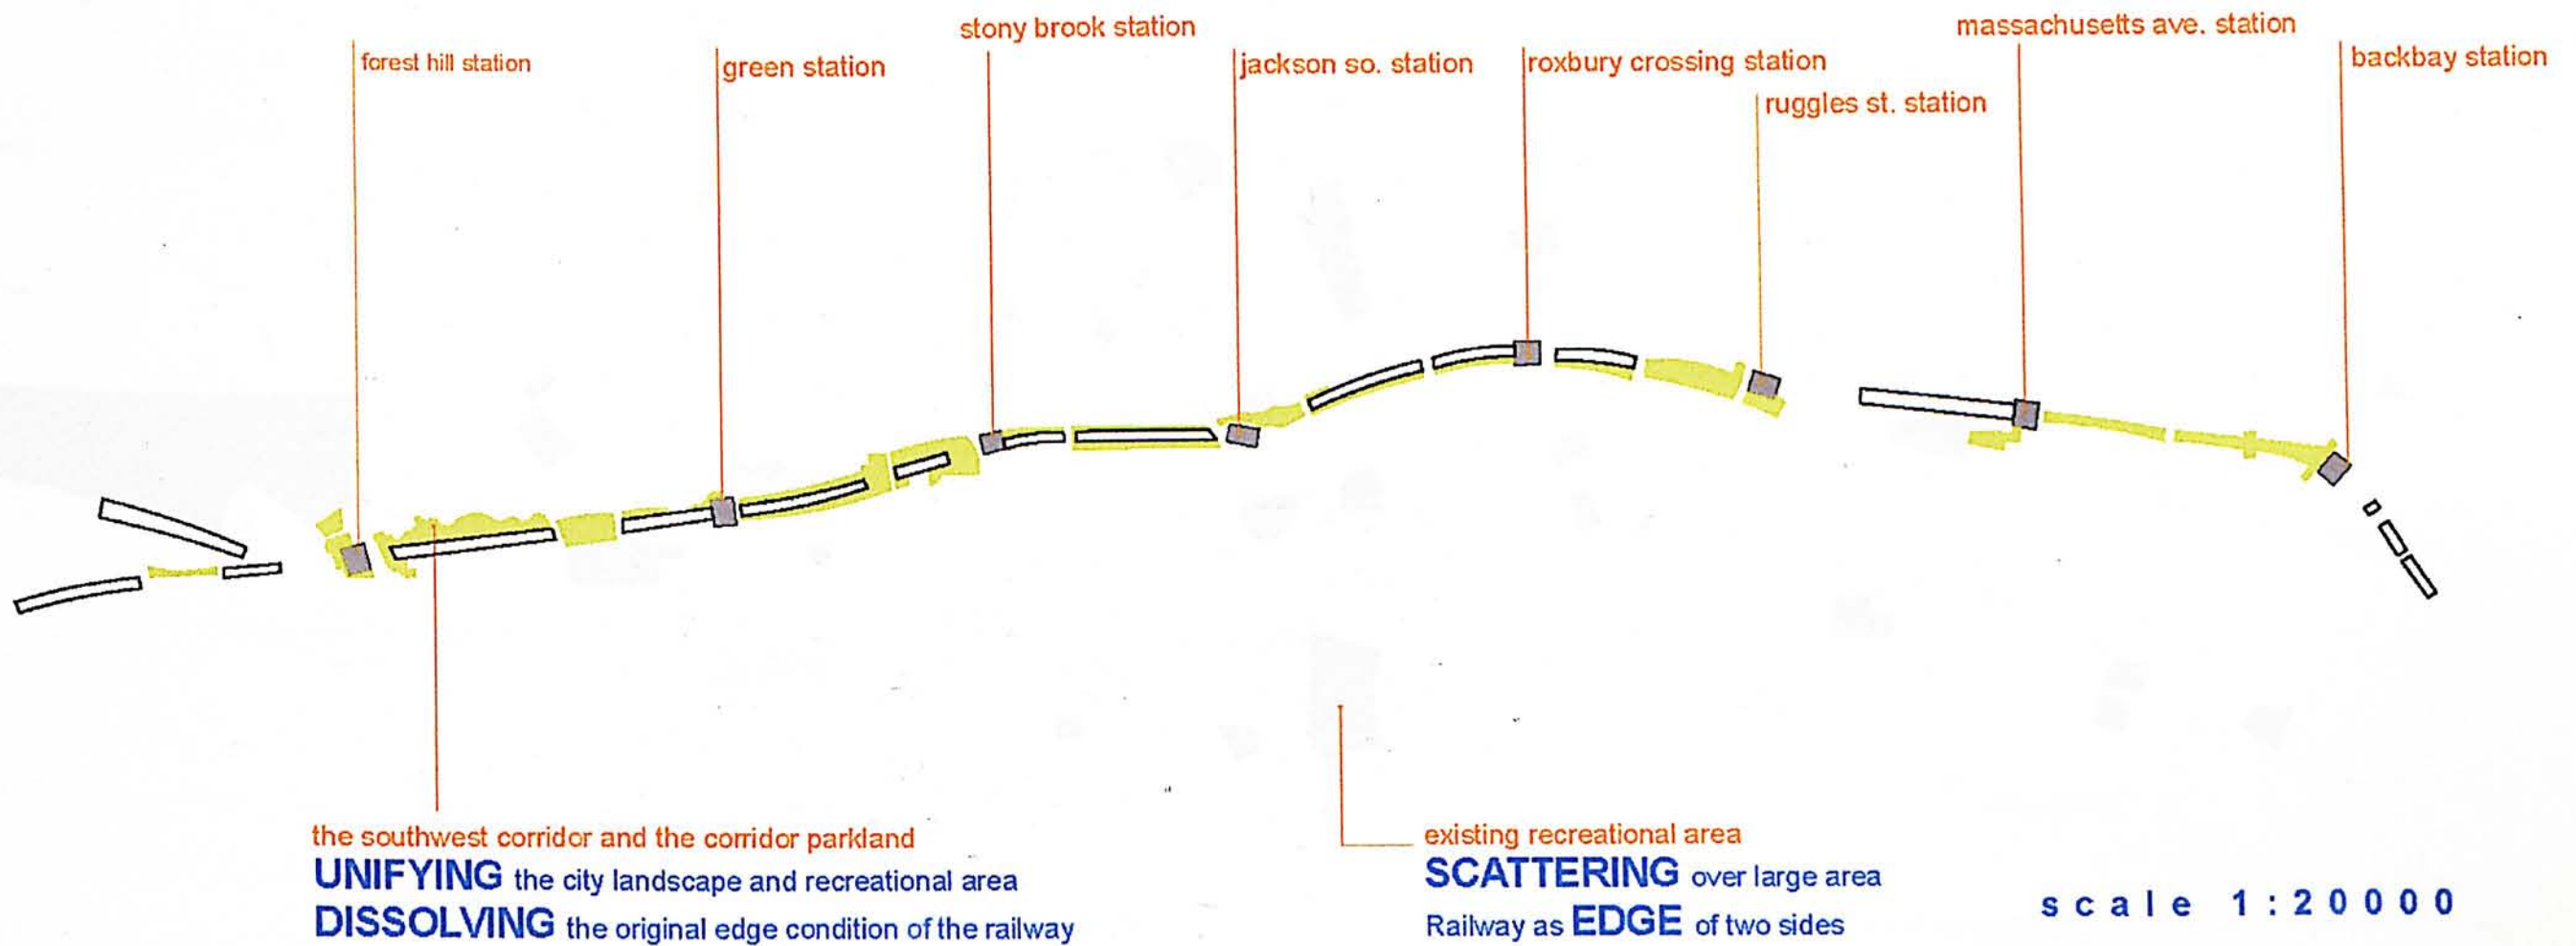 stony brook station
massachusetts ave. station
forest hill station
green station
jackson so. station
roxbury crossing station
backbay station
ruggles st. station
the southwest corridor and the corridor parkland
UNIFYING the city landscape and recreational area
DISSOLVING the original edge condition of the railway
existing recreational area
SCATTERING over large area
Railway as EDGE of two sides
scale 1:20000